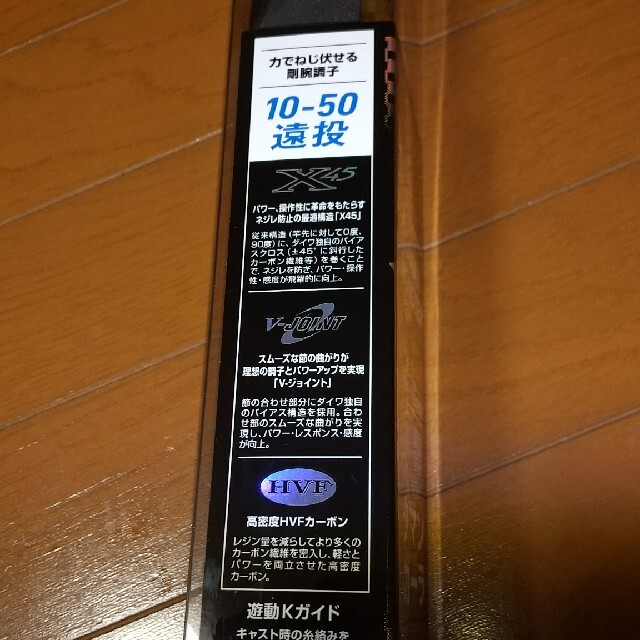 力でねじ伏せる
剛腕調子
10-50
遠投
X45
パワー、操作性に革命をもたらす
ネジレ防止の最適構造「X45」
従来構造(竿先に対して0度、
90度)に、ダイワ独自のバイア
スクロス(±45°に斜行した
カーボン繊維等)を巻くこと
で、ネジレを防ぎ、パワー・操作
性・感度が飛躍的に向上。
V-JOINT
スムーズな節の曲がりが
理想の調子とパワーアップを実現
「V-ジョイント」
節の合わせ部分にダイワ独自
のバイアス構造を採用。合わ
せ部のスムーズな曲がりを実
現し、パワー・レスポンス・感度
が向上。
HVF
高密度HVFカーボン
レジン量を減らしてより多くの
カーボン繊維を密入し、軽さと
パワーを両立させた高密度
カーボン。
遊動Kガイド
キャスト時の糸絡みを